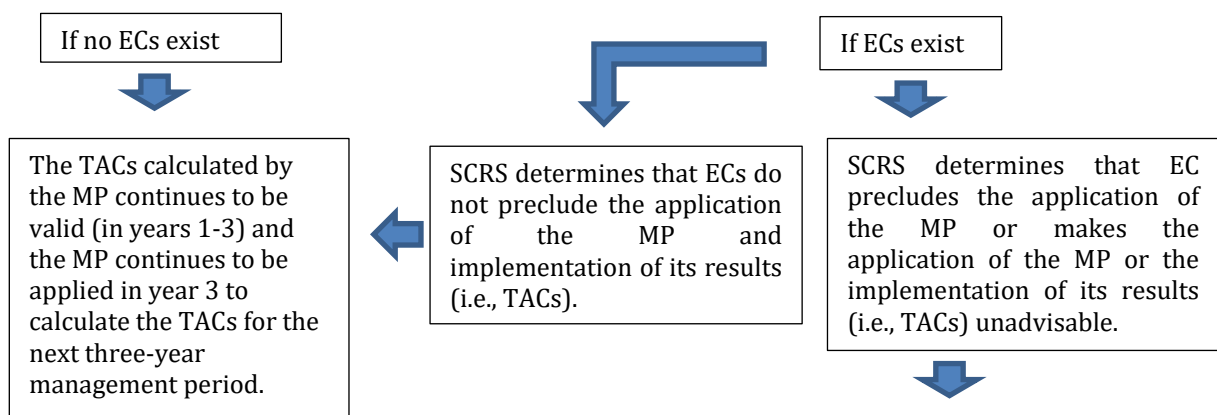 If no ECs exist
If ECs exist
The TACs calculated by
the MP continues to be
valid (in years 1-3) and
the MP continues to be
applied in year 3 to
calculate the TACs for the
next three-year
management period.
SCRS determines that ECs do
not preclude the application
of the MP and
implementation of its results
(i.e., TACs).
SCRS determines that EC
precludes the application of
the MP or makes the
application of the MP or the
implementation of its results
(i.e., TACs) unadvisable.